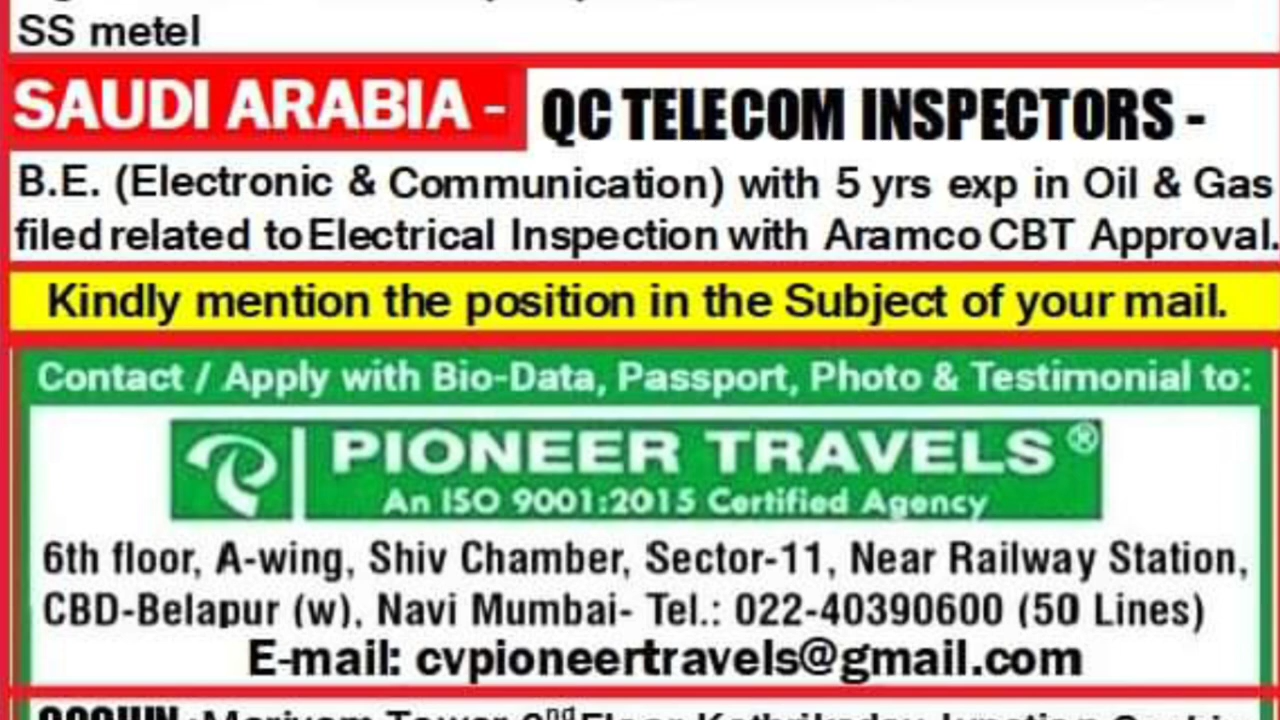 SS metel
SAUDI ARABIA - QC TELECOM INSPECTORS -
B.E. (Electronic & Communication) with 5 yrs exp in Oil & Gas
filed related to Electrical Inspection with Aramco CBT Approval.
Kindly mention the position in the Subject of your mail.
Contact / Apply with Bio-Data, Passport, Photo & Testimonial to:
PIONEER TRAVELS ®
An ISO 9001:2015 Certified Agency
6th floor, A-wing, Shiv Chamber, Sector-11, Near Railway Station,
CBD-Belapur (w), Navi Mumbai- Tel.: 022-40390600 (50 Lines)
E-mail: cvpioneertravels@gmail.com
Tower